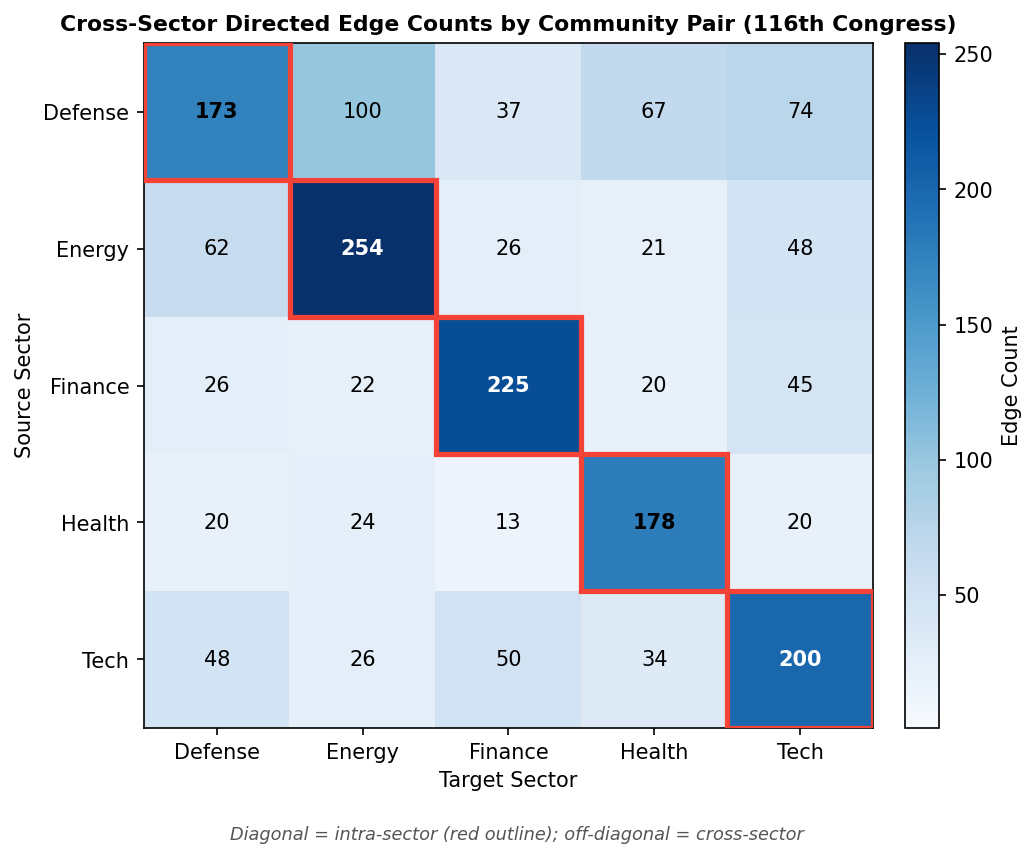 Cross-Sector Directed Edge Counts by Community Pair (116th Congress)
Defense 173 100 37 67 74
Energy 62 254 26 21 48
Finance 26 22 225 20 45
Health 20 24 13 178 20
Tech 48 26 50 34 200
Source Sector
Defense Energy Finance Health Tech
Target Sector
250
200
150
100
50
Edge Count
Diagonal = intra-sector (red outline); off-diagonal = cross-sector